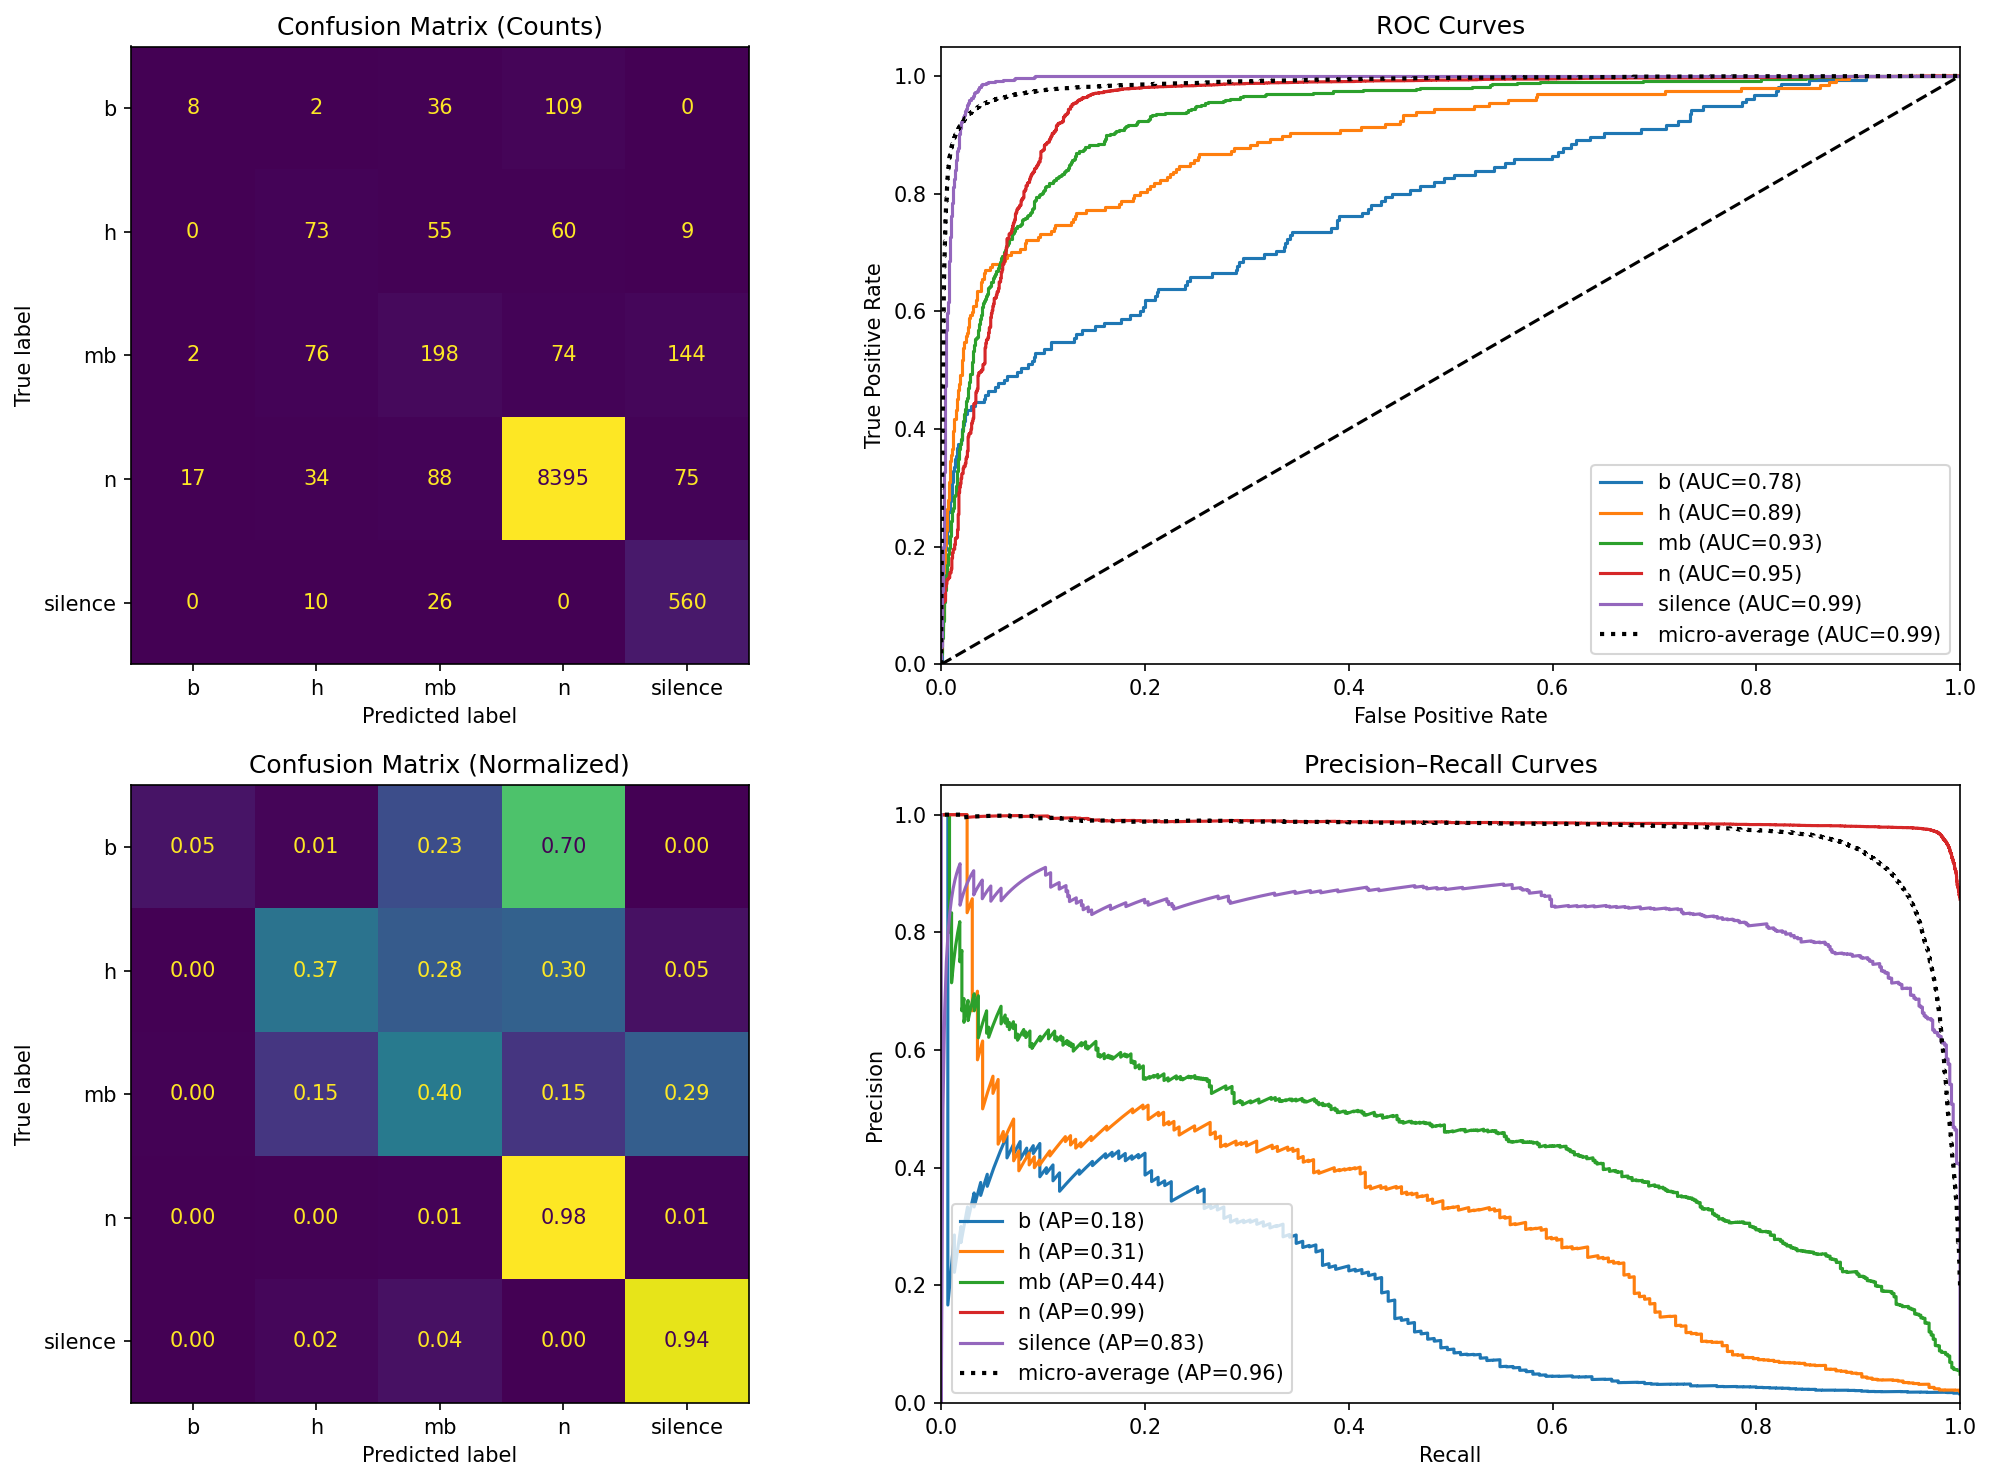 Confusion Matrix (Counts)
True label
b 8 2 36 109 0
h 0 73 55 60 9
mb 2 76 198 74 144
n 17 34 88 8395 75
silence 0 10 26 0 560
b h mb n silence
Predicted label
ROC Curves
True Positive Rate
1.0
0.8
0.6
0.4
0.2
0.0
b (AUC=0.78)
h (AUC=0.89)
mb (AUC=0.93)
n (AUC=0.95)
silence (AUC=0.99)
micro-average (AUC=0.99)
0.0 0.2 0.4 0.6 0.8 1.0
False Positive Rate
Confusion Matrix (Normalized)
True label
b 0.05 0.01 0.23 0.70 0.00
h 0.00 0.37 0.28 0.30 0.05
mb 0.00 0.15 0.40 0.15 0.29
n 0.00 0.00 0.01 0.98 0.01
silence 0.00 0.02 0.04 0.00 0.94
b h mb n silence
Predicted label
Precision–Recall Curves
Precision
1.0
0.8
0.6
0.4
0.2
0.0
b (AP=0.18)
h (AP=0.31)
mb (AP=0.44)
n (AP=0.99)
silence (AP=0.83)
micro-average (AP=0.96)
0.0 0.2 0.4 0.6 0.8 1.0
Recall